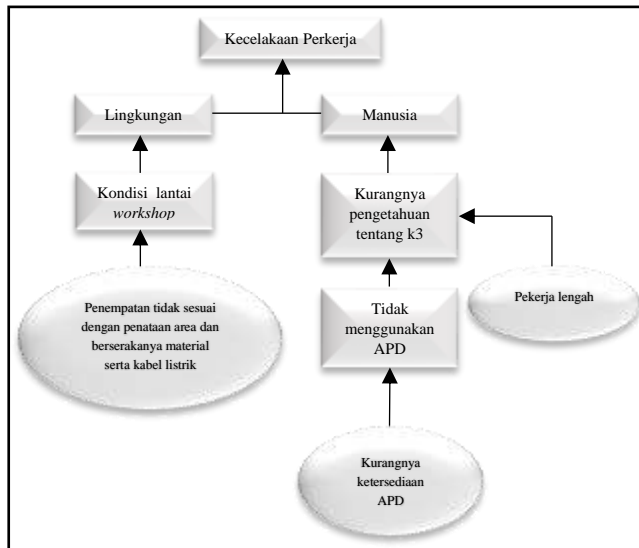 Kecelakaan Perkerja
Lingkungan
Manusia
Kondisi lantai
workshop
Kurangnya
pengetahuan
tentang k3
Penempatan tidak sesuai
dengan penataan area dan
berserakanya material
serta kabel listrik
Tidak
menggunakan
APD
Pekerja lengah
Kurangnya
ketersediaan
APD